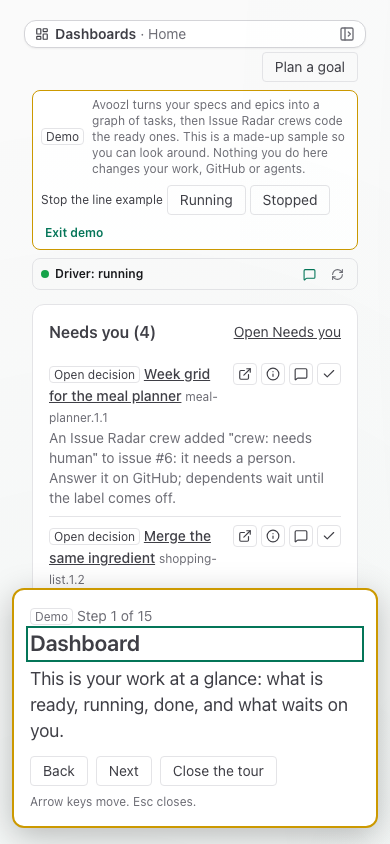 Dashboards · Home
Plan a goal
Avoozl turns your specs and epics into a
graph of tasks, then Issue Radar crews code
Demo the ready ones. This is a made-up sample so
you can look around. Nothing you do here
changes your work, GitHub or agents.
Stop the line example Running Stopped
Exit demo
Driver: running
Needs you (4) Open Needs you
Open decision Week grid
for the meal planner meal-
planner.1.1
An Issue Radar crew added "crew: needs
human" to issue #6: it needs a person.
Answer it on GitHub; dependents wait until
the label comes off.
Open decision Merge the
same ingredient shopping-
list.1.2
Demo Step 1 of 15
Dashboard
This is your work at a glance: what is
ready, running, done, and what waits on
you.
Back Next Close the tour
Arrow keys move. Esc closes.